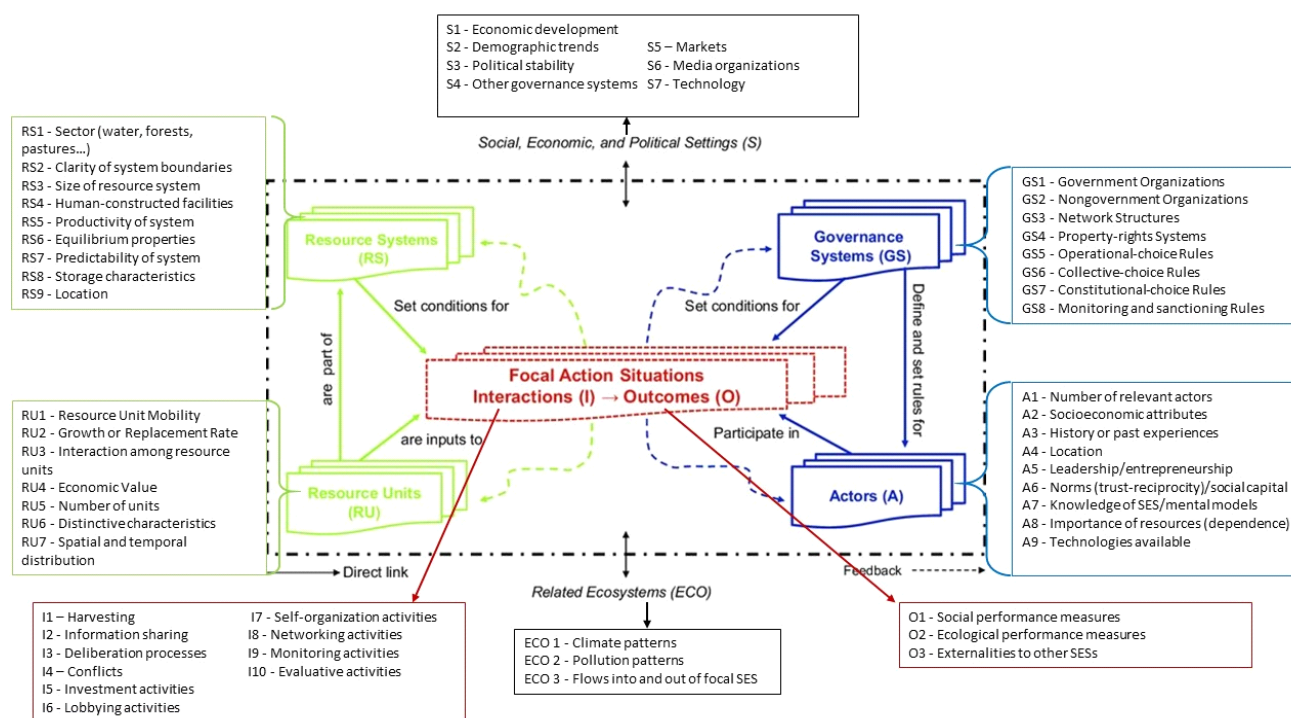 S1 - Economic development
S2 - Demographic trends
S3 - Political stability
S4 - Other governance systems
S5 – Markets
S6 - Media organizations
S7 - Technology
Social, Economic, and Political Settings (S)
RS1 - Sector (water, forests,
pastures...)
RS2 - Clarity of system boundaries
RS3 - Size of resource system
RS4 - Human-constructed facilities
RS5 - Productivity of system
RS6 - Equilibrium properties
RS7 - Predictability of system
RS8 - Storage characteristics
RS9 - Location
Resource Systems
(RS)
Governance
Systems (GS)
GS1 - Government Organizations
GS2 - Nongovernment Organizations
GS3 - Network Structures
GS4 - Property-rights Systems
GS5 - Operational-choice Rules
GS6 - Collective-choice Rules
GS7 - Constitutional-choice Rules
GS8 - Monitoring and sanctioning Rules
Set conditions for
Set conditions for
are part of
Define and set rules for
Focal Action Situations
Interactions (I) → Outcomes (O)
are inputs to
Participate in
RU1 - Resource Unit Mobility
RU2 - Growth or Replacement Rate
RU3 - Interaction among resource
units
RU4 - Economic Value
RU5 - Number of units
RU6 - Distinctive characteristics
RU7 - Spatial and temporal
distribution
Resource Units
(RU)
Actors (A)
A1 - Number of relevant actors
A2 - Socioeconomic attributes
A3 - History or past experiences
A4 - Location
A5 - Leadership/entrepreneurship
A6 - Norms (trust-reciprocity)/social capital
A7 - Knowledge of SES/mental models
A8 - Importance of resources (dependence)
A9 - Technologies available
Direct link
Feedback
Related Ecosystems (ECO)
I1 – Harvesting
I2 - Information sharing
I3 - Deliberation processes
I4 – Conflicts
I5 - Investment activities
I6 - Lobbying activities
I7 - Self-organization activities
I8 - Networking activities
I9 - Monitoring activities
I10 - Evaluative activities
ECO 1 - Climate patterns
ECO 2 - Pollution patterns
ECO 3 - Flows into and out of focal SES
O1 - Social performance measures
O2 - Ecological performance measures
O3 - Externalities to other SESs